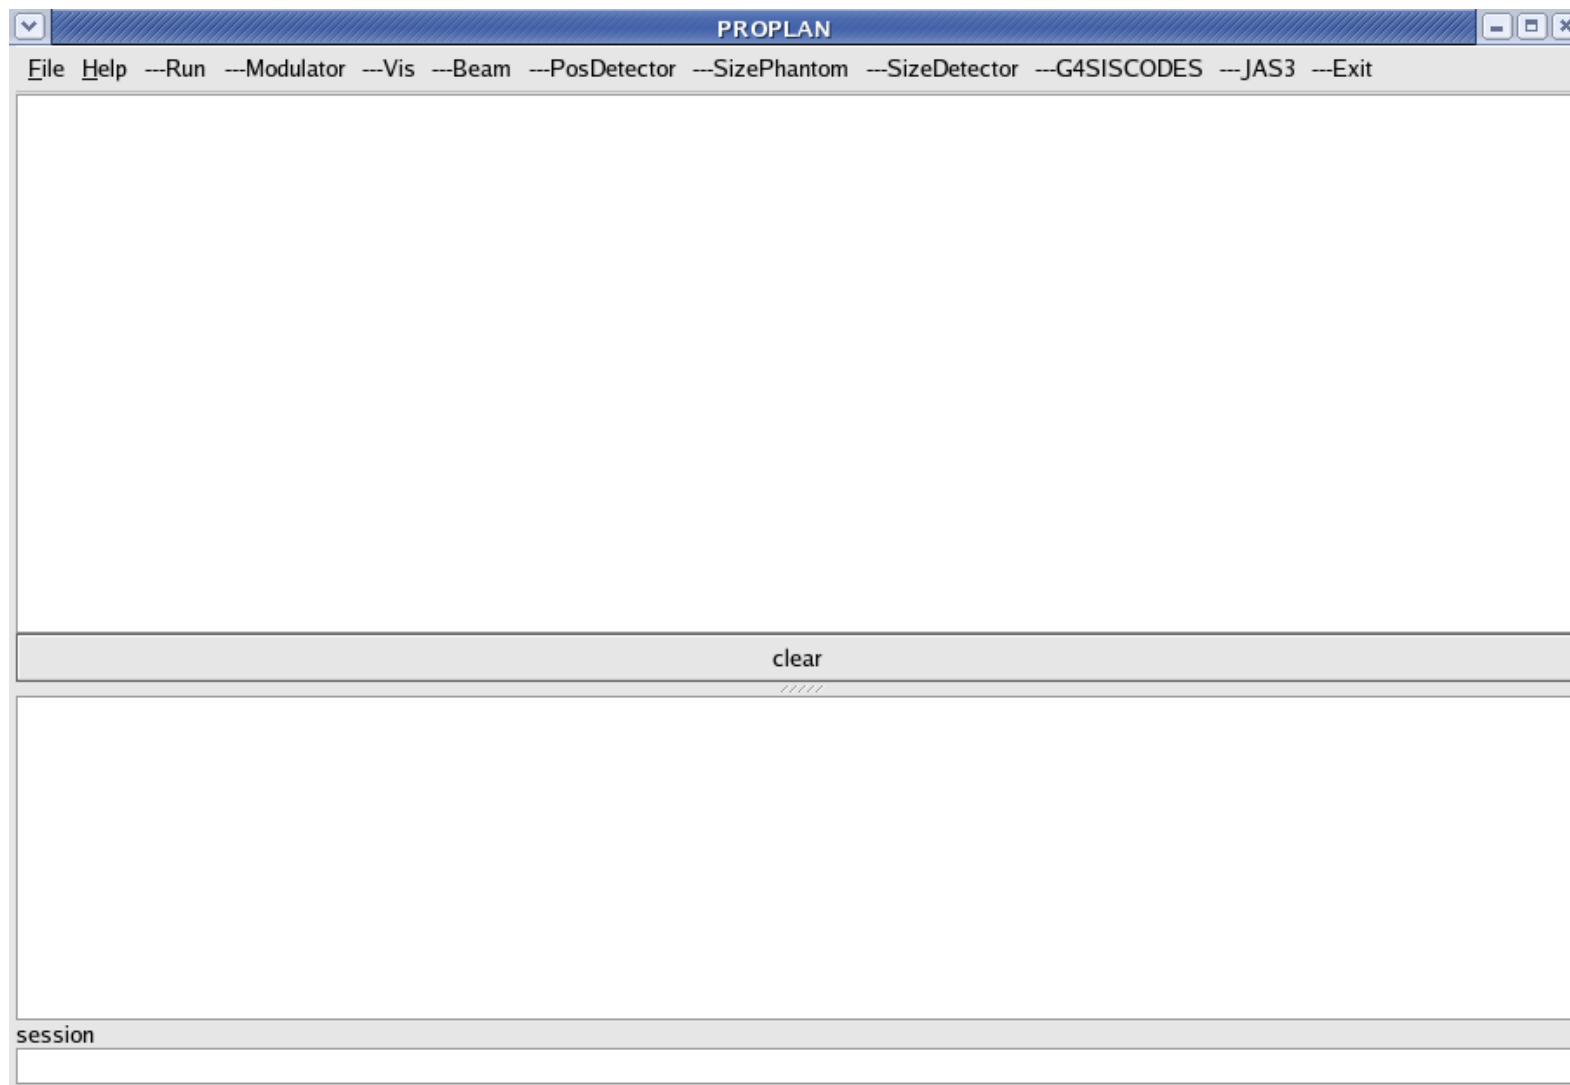 PROPLAN
File Help ---Run ---Modulator ---Vis ---Beam ---PosDetector ---SizePhantom ---SizeDetector ---G4SISCODES ---JAS3 ---Exit
clear
session